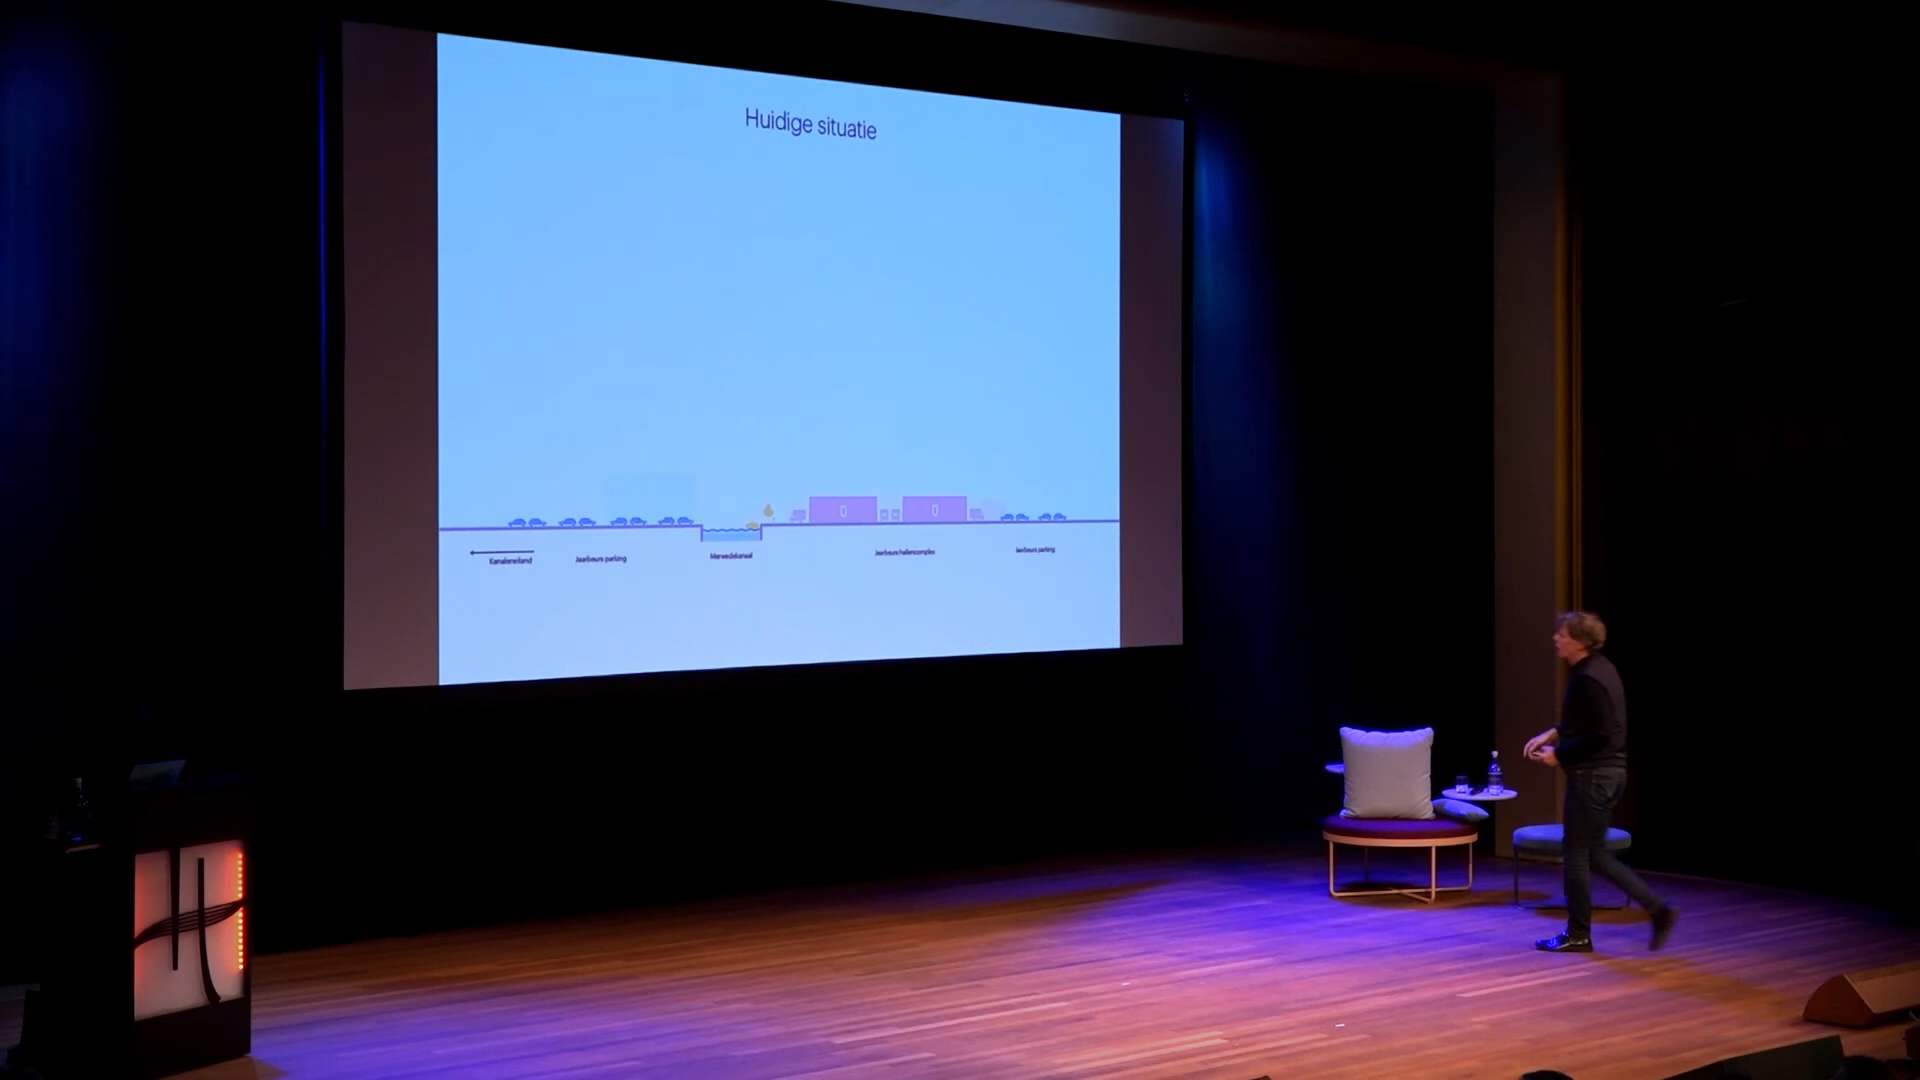 Huidige situatie
Kanaleneiland
Jaarbeurs parking
Merwedekanaal
Jaarbeurs hallencomplex
Jaarbeurs parking